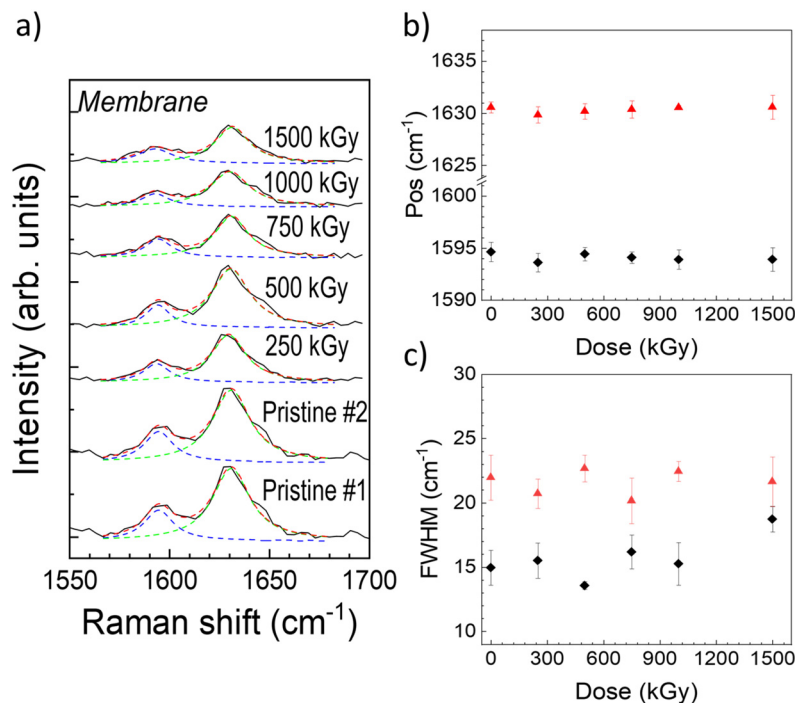 a)
Membrane
1500 kGy
1000 kGy
750 kGy
500 kGy
250 kGy
Pristine #2
Pristine #1
Intensity (arb. units)
1550 1600 1650 1700
Raman shift (cm⁻¹)
b)
1635
1630
1625
1600
1595
1590
Pos (cm⁻¹)
0 300 600 900 1200 1500
Dose (kGy)
c)
30
25
20
15
10
FWHM (cm⁻¹)
0 300 600 900 1200 1500
Dose (kGy)